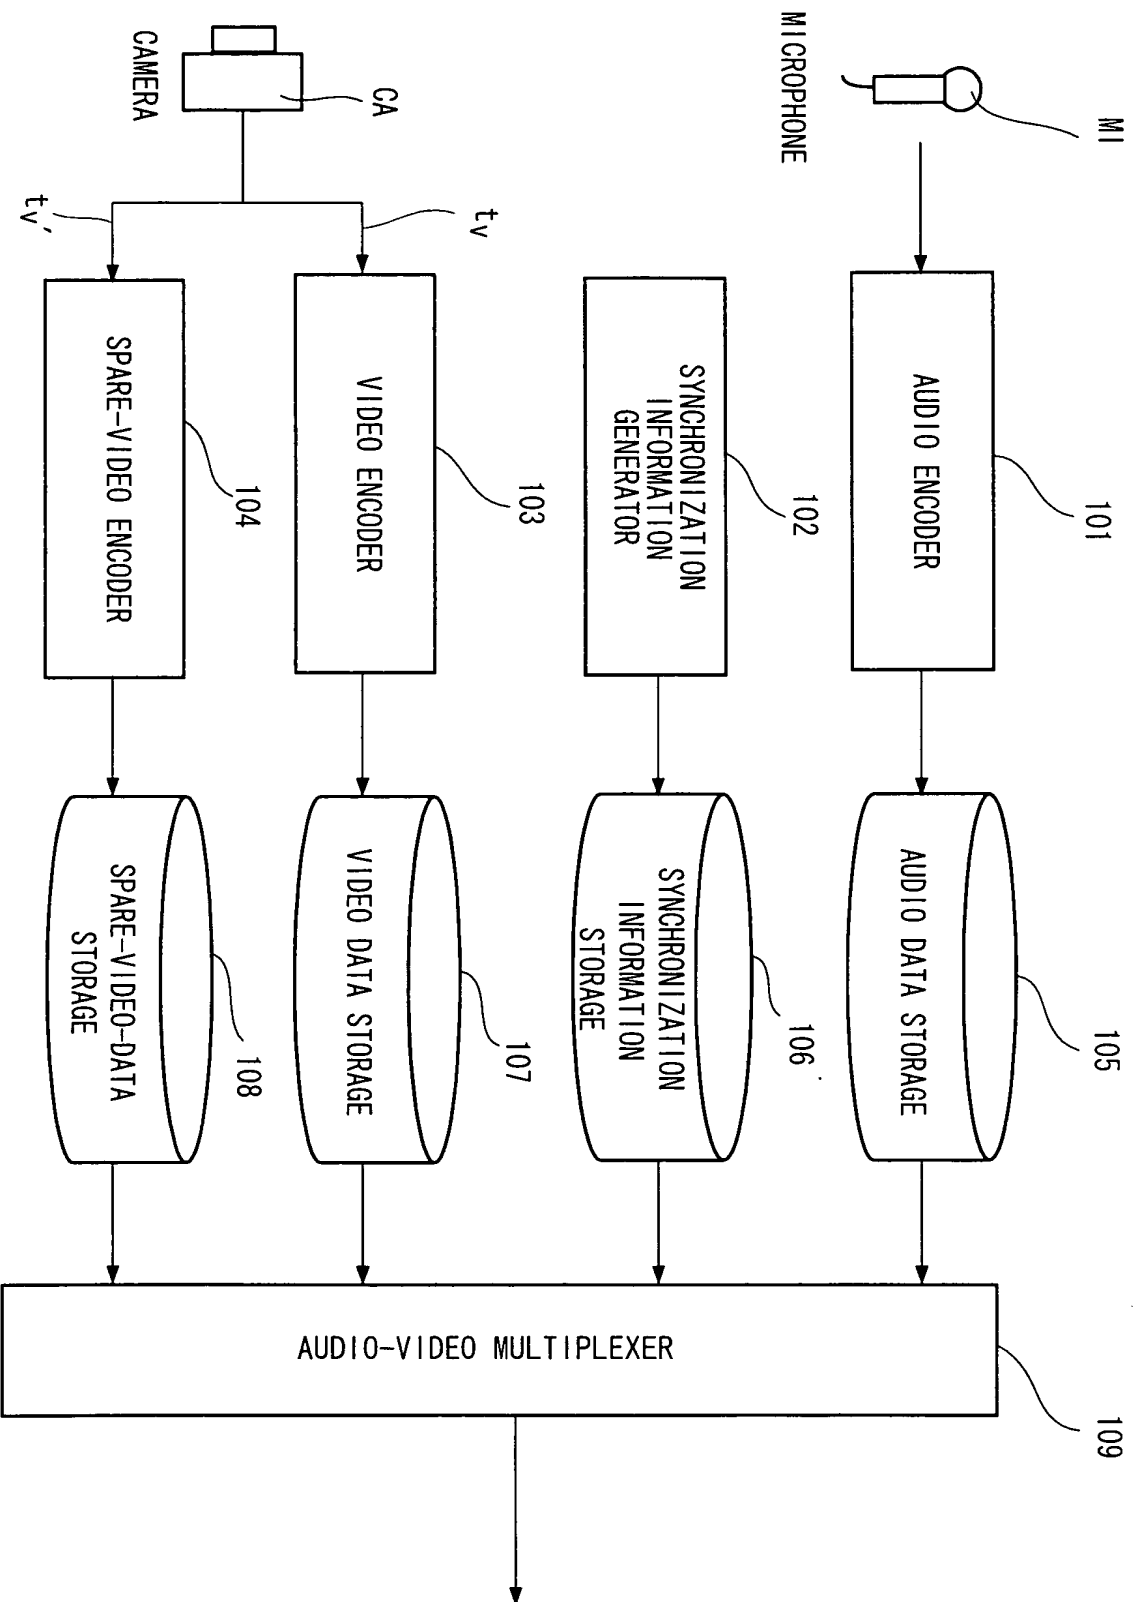 MI
MICROPHONE
101
AUDIO ENCODER
105
AUDIO DATA STORAGE
102
SYNCHRONIZATION
INFORMATION
GENERATOR
106
SYNCHRONIZATION
INFORMATION
STORAGE
CA
CAMERA
tv
103
VIDEO ENCODER
107
VIDEO DATA STORAGE
tv'
104
SPARE-VIDEO ENCODER
108
SPARE-VIDEO-DATA
STORAGE
109
AUDIO-VIDEO MULTIPLEXER